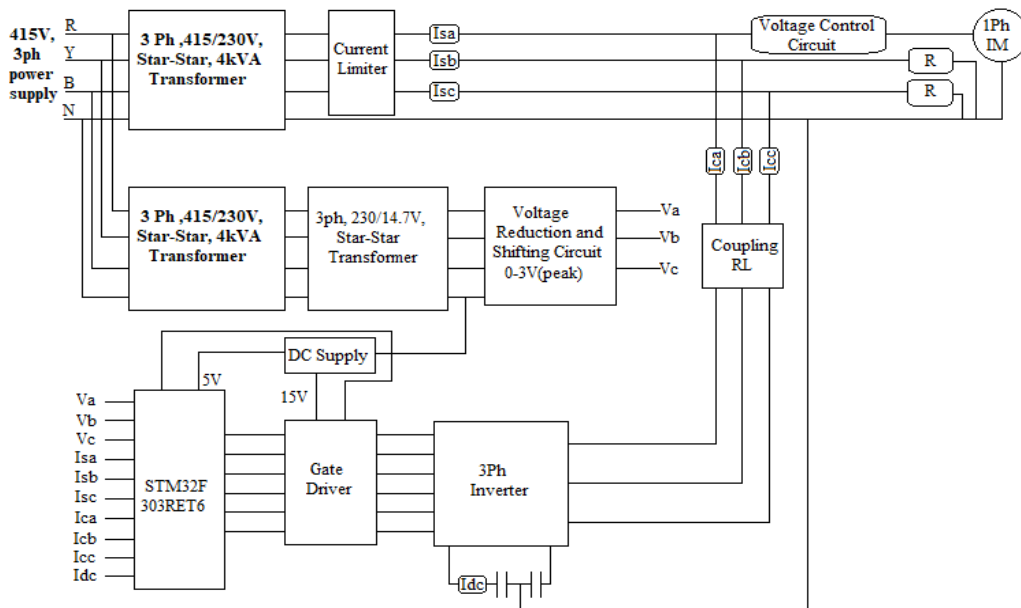 415V,
3ph
power
supply
R
Y
B
N
3 Ph ,415/230V,
Star-Star, 4kVA
Transformer
Current
Limiter
Isa
Isb
Isc
Voltage Control
Circuit
1Ph
IM
R
R
Ica
Icb
Icc
3 Ph ,415/230V,
Star-Star, 4kVA
Transformer
3ph, 230/14.7V,
Star-Star
Transformer
Voltage
Reduction and
Shifting Circuit
0-3V(peak)
Va
Vb
Vc
Coupling
RL
DC Supply
5V
15V
Va
Vb
Vc
Isa
Isb
Isc
Ica
Icb
Icc
Idc
STM32F
303RET6
Gate
Driver
3Ph
Inverter
Idc